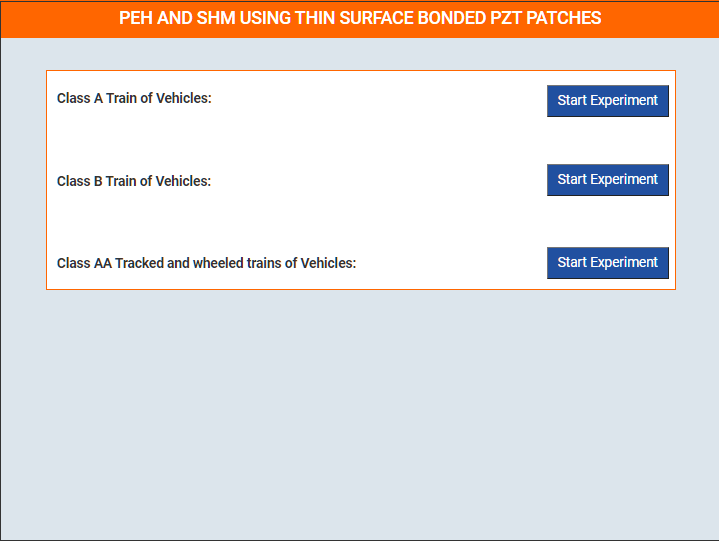 PEH AND SHM USING THIN SURFACE BONDED PZT PATCHES
Class A Train of Vehicles:
Start Experiment
Class B Train of Vehicles:
Start Experiment
Class AA Tracked and wheeled trains of Vehicles:
Start Experiment